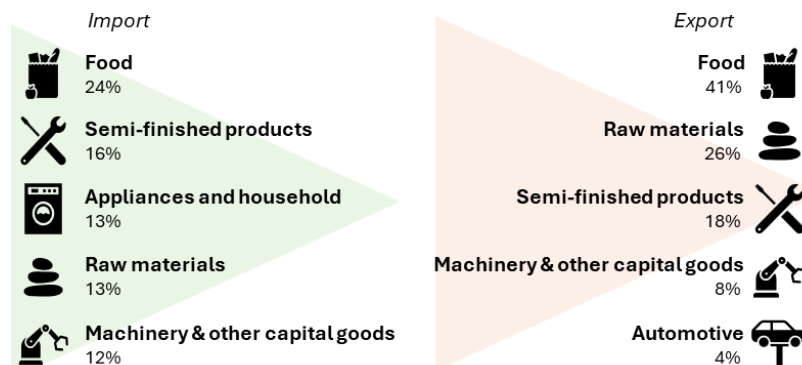 Import
Food
24%
Semi-finished products
16%
Appliances and household
13%
Raw materials
13%
Machinery & other capital goods
12%
Export
Food
41%
Raw materials
26%
Semi-finished products
18%
Machinery & other capital goods
8%
Automotive
4%